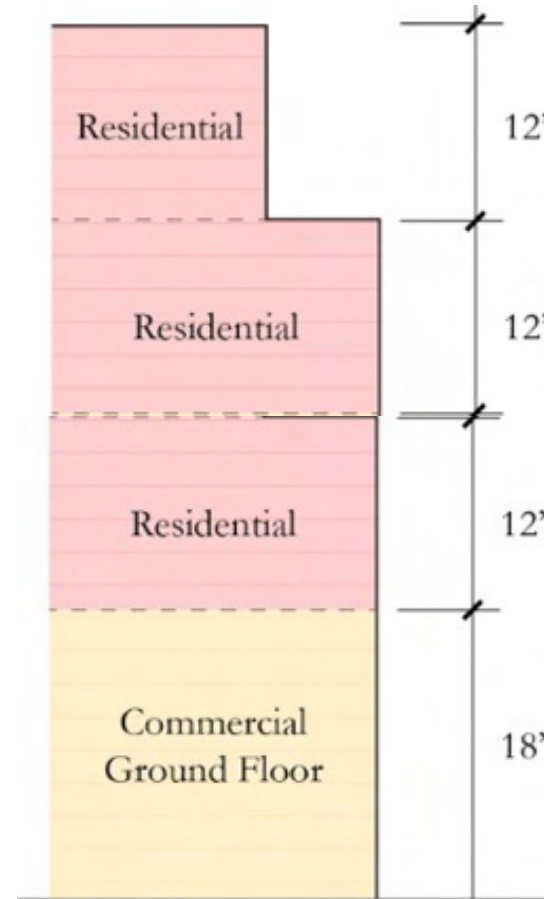 Residential
12’
Residential
12’
Residential
12’
Commercial
Ground Floor
18’